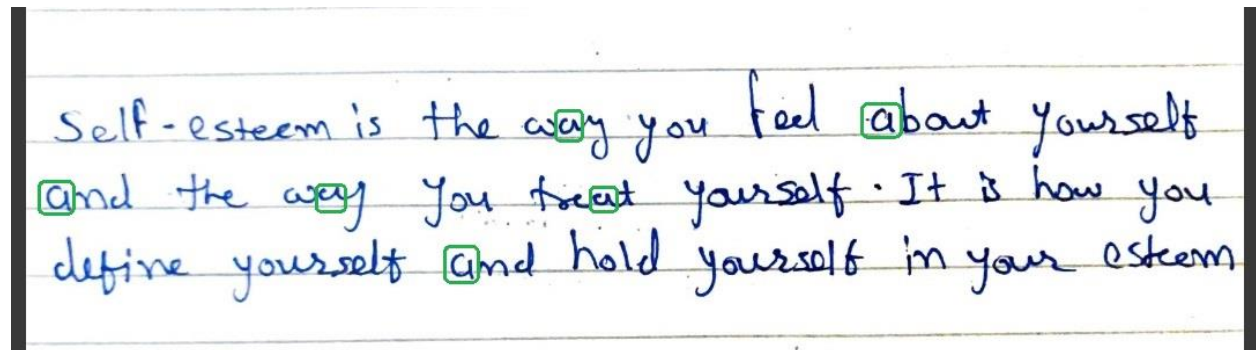 Self-esteem is the way you feel about yourself
and the way you treat yourself. It is how you
define yourself and hold yourself in your esteem